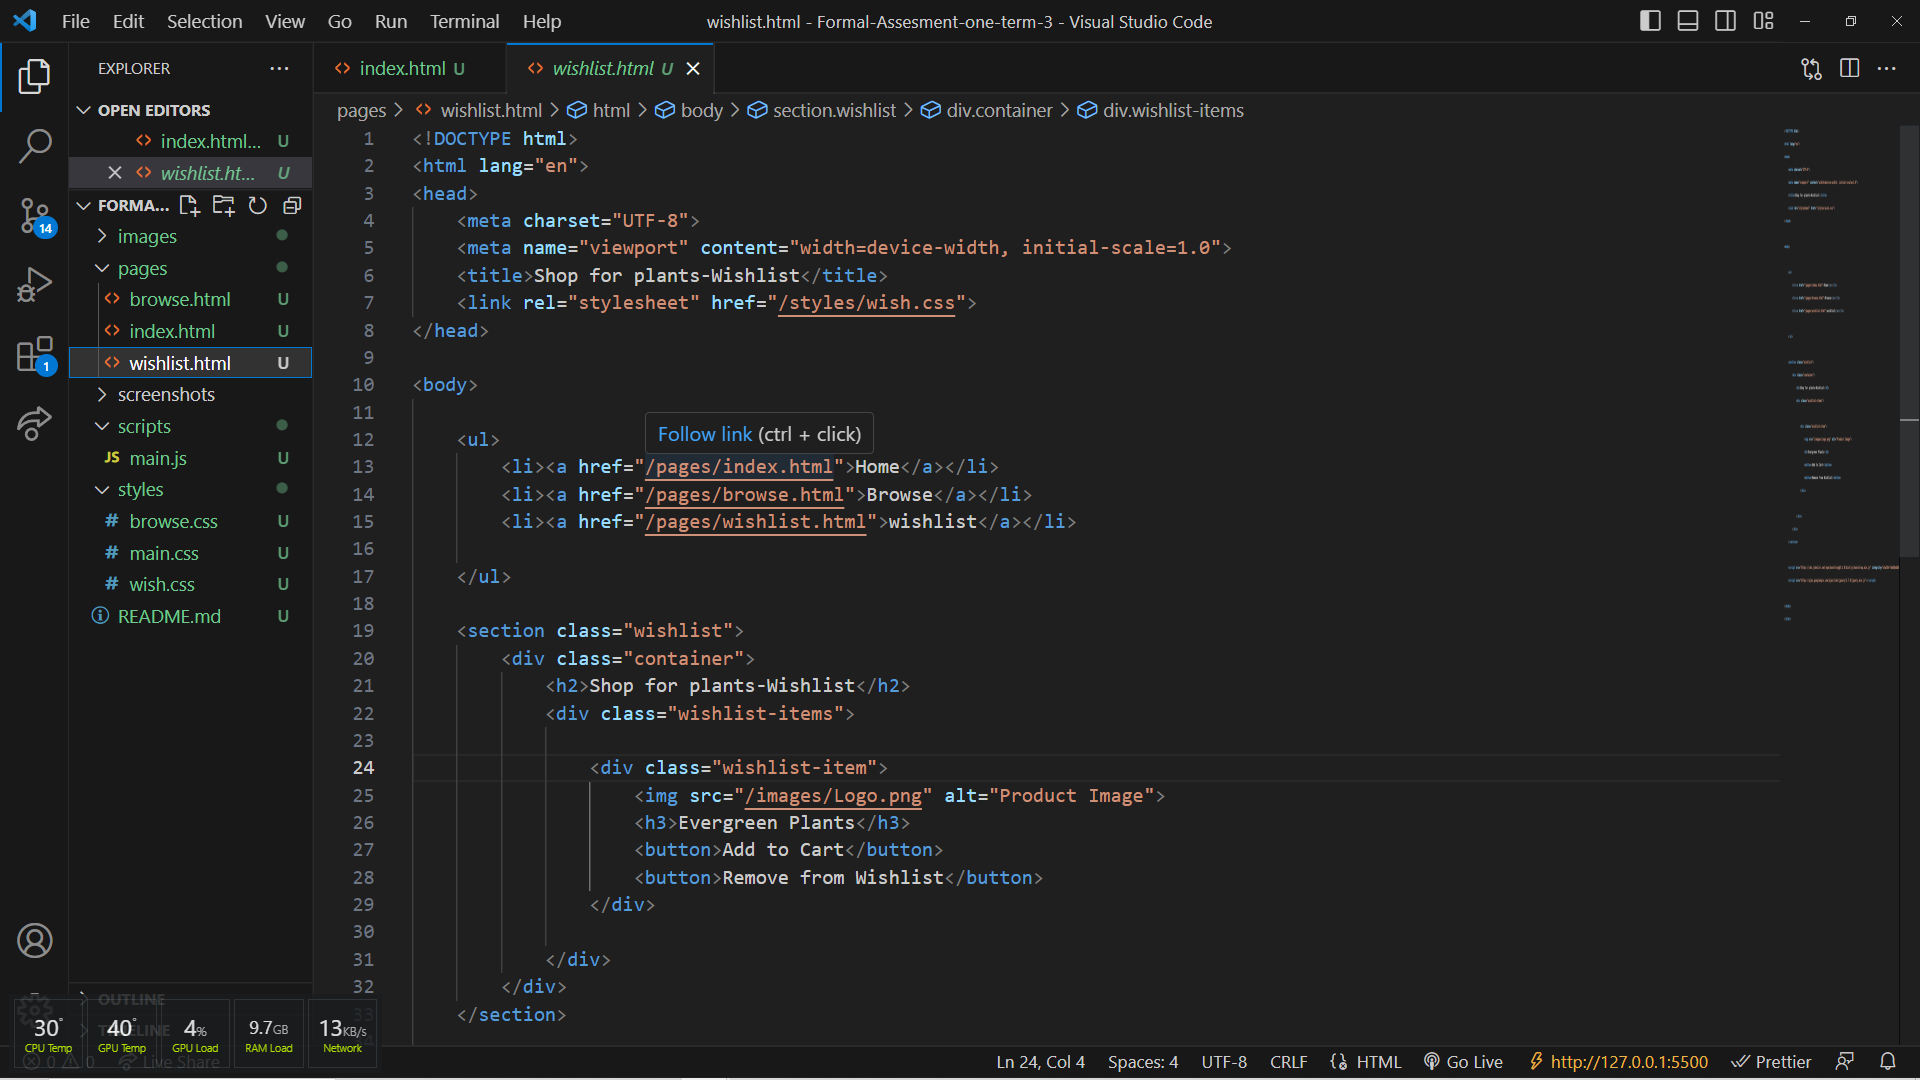 File Edit Selection View Go Run Terminal Help
wishlist.html - Formal-Assesment-one-term-3 - Visual Studio Code
EXPLORER
index.html U
wishlist.html U
OPEN EDITORS
index.html... U
wishlist.ht... U
FORMA...
images
pages
browse.html U
index.html U
wishlist.html U
screenshots
scripts
JS main.js U
styles
# browse.css U
# main.css U
# wish.css U
README.md U
14
1
OUTLINE
TIMELINE
pages > wishlist.html > html > body > section.wishlist > div.container > div.wishlist-items
1 <!DOCTYPE html>
2 <html lang="en">
3 <head>
4 <meta charset="UTF-8">
5 <meta name="viewport" content="width=device-width, initial-scale=1.0">
6 <title>Shop for plants-Wishlist</title>
7 <link rel="stylesheet" href="/styles/wish.css">
8 </head>
9
10 <body>
11
Follow link (ctrl + click)
12 <ul>
13 <li><a href="/pages/index.html">Home</a></li>
14 <li><a href="/pages/browse.html">Browse</a></li>
15 <li><a href="/pages/wishlist.html">wishlist</a></li>
16
17 </ul>
18
19 <section class="wishlist">
20 <div class="container">
21 <h2>Shop for plants-Wishlist</h2>
22 <div class="wishlist-items">
23
24 <div class="wishlist-item">
25 <img src="/images/Logo.png" alt="Product Image">
26 <h3>Evergreen Plants</h3>
27 <button>Add to Cart</button>
28 <button>Remove from Wishlist</button>
29 </div>
30
31 </div>
32 </div>
33 </section>
30° CPU Temp
40° GPU Temp
4% GPU Load
9.7GB RAM Load
13KB/s Network
0 0 Live Share
Ln 24, Col 4 Spaces: 4 UTF-8 CRLF HTML Go Live http://127.0.0.1:5500 Prettier